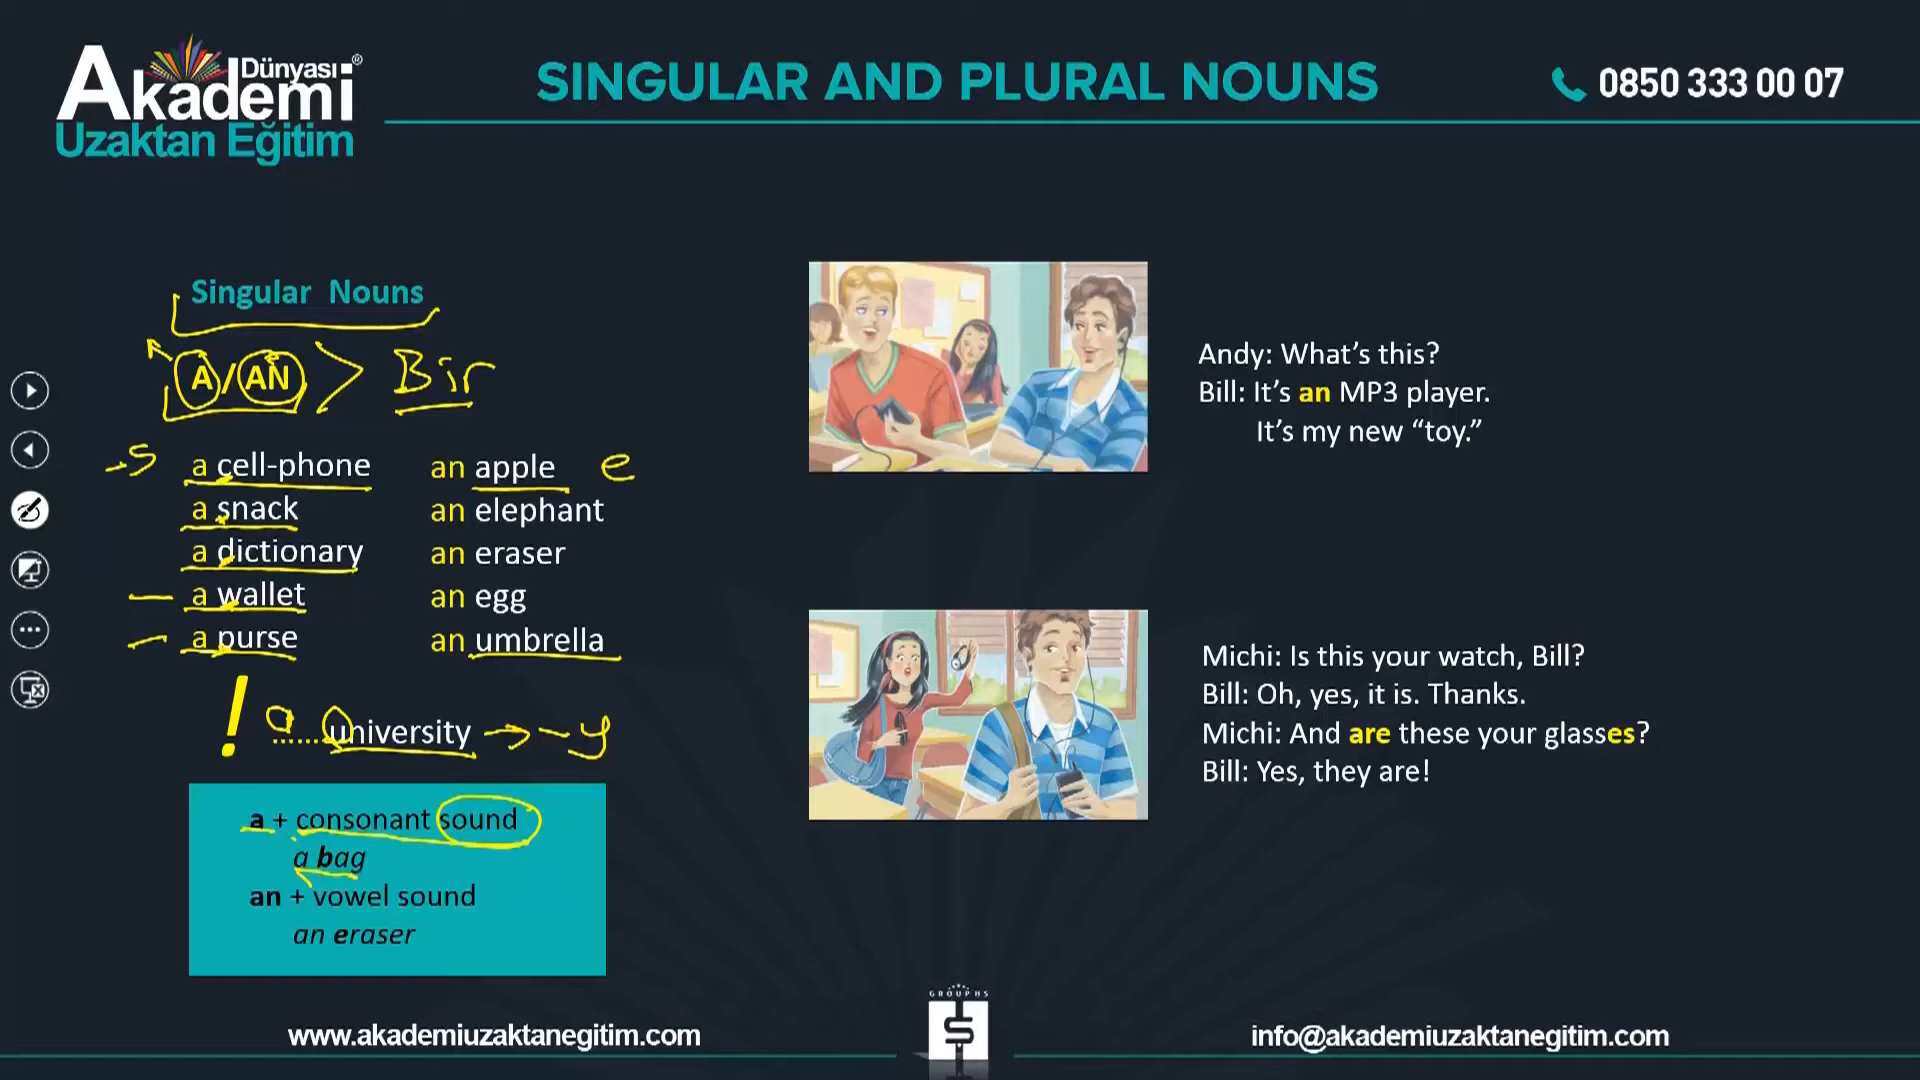 Akademi Dünyası®
Uzaktan Eğitim
SINGULAR AND PLURAL NOUNS
0850 333 00 07
Singular Nouns
A/AN > Bir
-s a cell-phone
a snack
a dictionary
a wallet
a purse
an apple e
an elephant
an eraser
an egg
an umbrella
! a ......university → -y
a + consonant sound
a bag
an + vowel sound
an eraser
Andy: What's this?
Bill: It's an MP3 player.
It's my new “toy.”
Michi: Is this your watch, Bill?
Bill: Oh, yes, it is. Thanks.
Michi: And are these your glasses?
Bill: Yes, they are!
www.akademiuzaktanegitim.com
GROUPHS
info@akademiuzaktanegitim.com